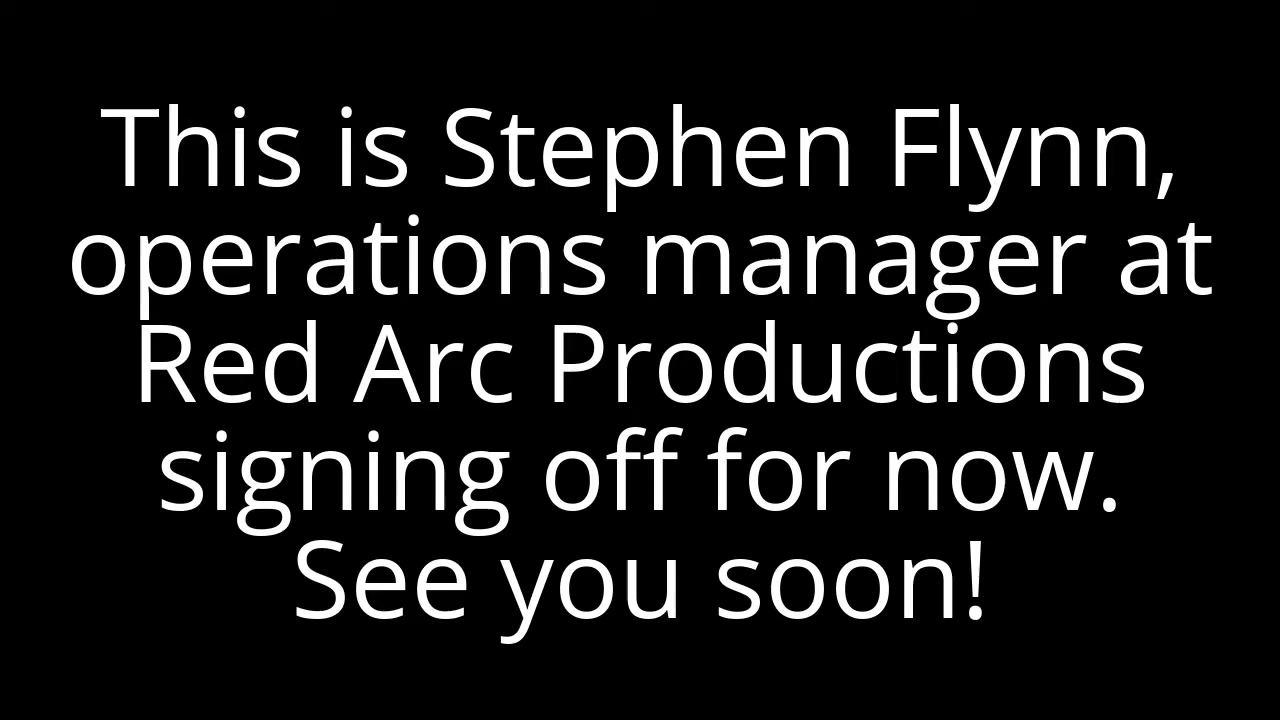 This is Stephen Flynn,
operations manager at
Red Arc Productions
signing off for now.
See you soon!